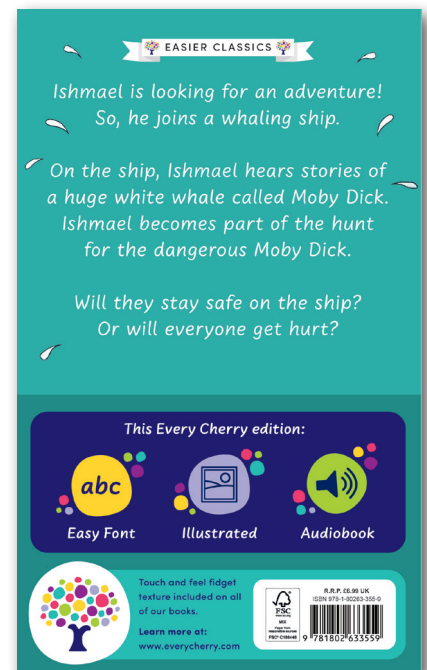 EASIER CLASSICS
Ishmael is looking for an adventure!
So, he joins a whaling ship.
On the ship, Ishmael hears stories of
a huge white whale called Moby Dick.
Ishmael becomes part of the hunt
for the dangerous Moby Dick.
Will they stay safe on the ship?
Or will everyone get hurt?
This Every Cherry edition:
abc
Easy Font
Illustrated
Audiobook
Touch and feel fidget
texture included on all
of our books.
Learn more at:
www.everycherry.com
FSC
MIX
R.R.P. £6.99 UK
ISBN 978-1-80263-355-9
9 781802 633559